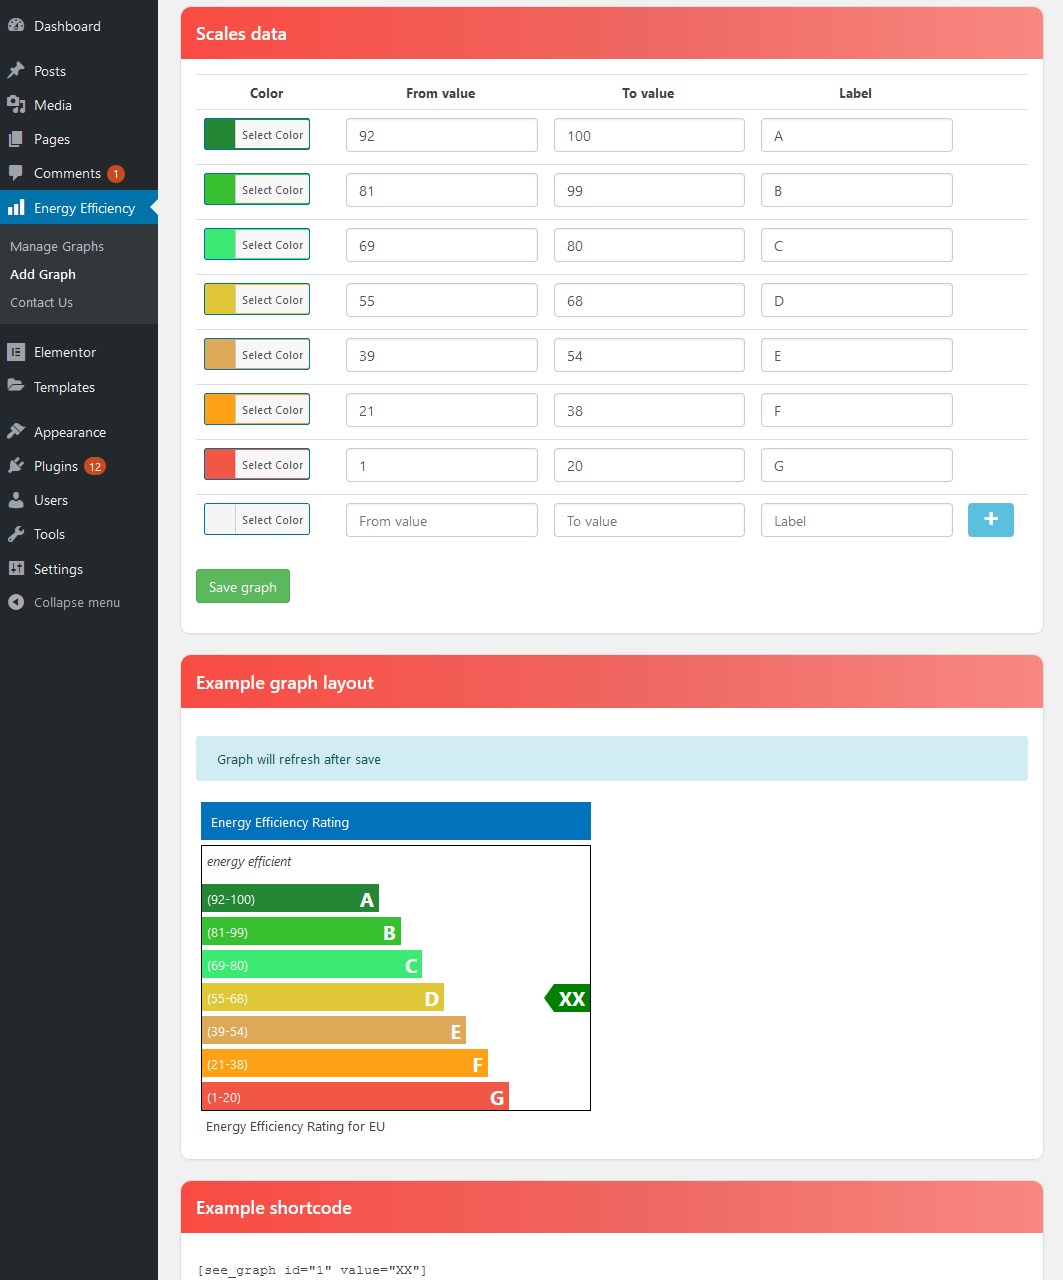 Dashboard
Posts
Media
Pages
Comments 1
Energy Efficiency
Manage Graphs
Add Graph
Contact Us
Elementor
Templates
Appearance
Plugins 12
Users
Tools
Settings
Collapse menu
Scales data
Color From value To value Label
Select Color 92 100 A
Select Color 81 99 B
Select Color 69 80 C
Select Color 55 68 D
Select Color 39 54 E
Select Color 21 38 F
Select Color 1 20 G
Select Color From value To value Label +
Save graph
Example graph layout
Graph will refresh after save
Energy Efficiency Rating
energy efficient
(92-100) A
(81-99) B
(69-80) C
(55-68) D XX
(39-54) E
(21-38) F
(1-20) G
Energy Efficiency Rating for EU
Example shortcode
[see_graph id="1" value="XX"]